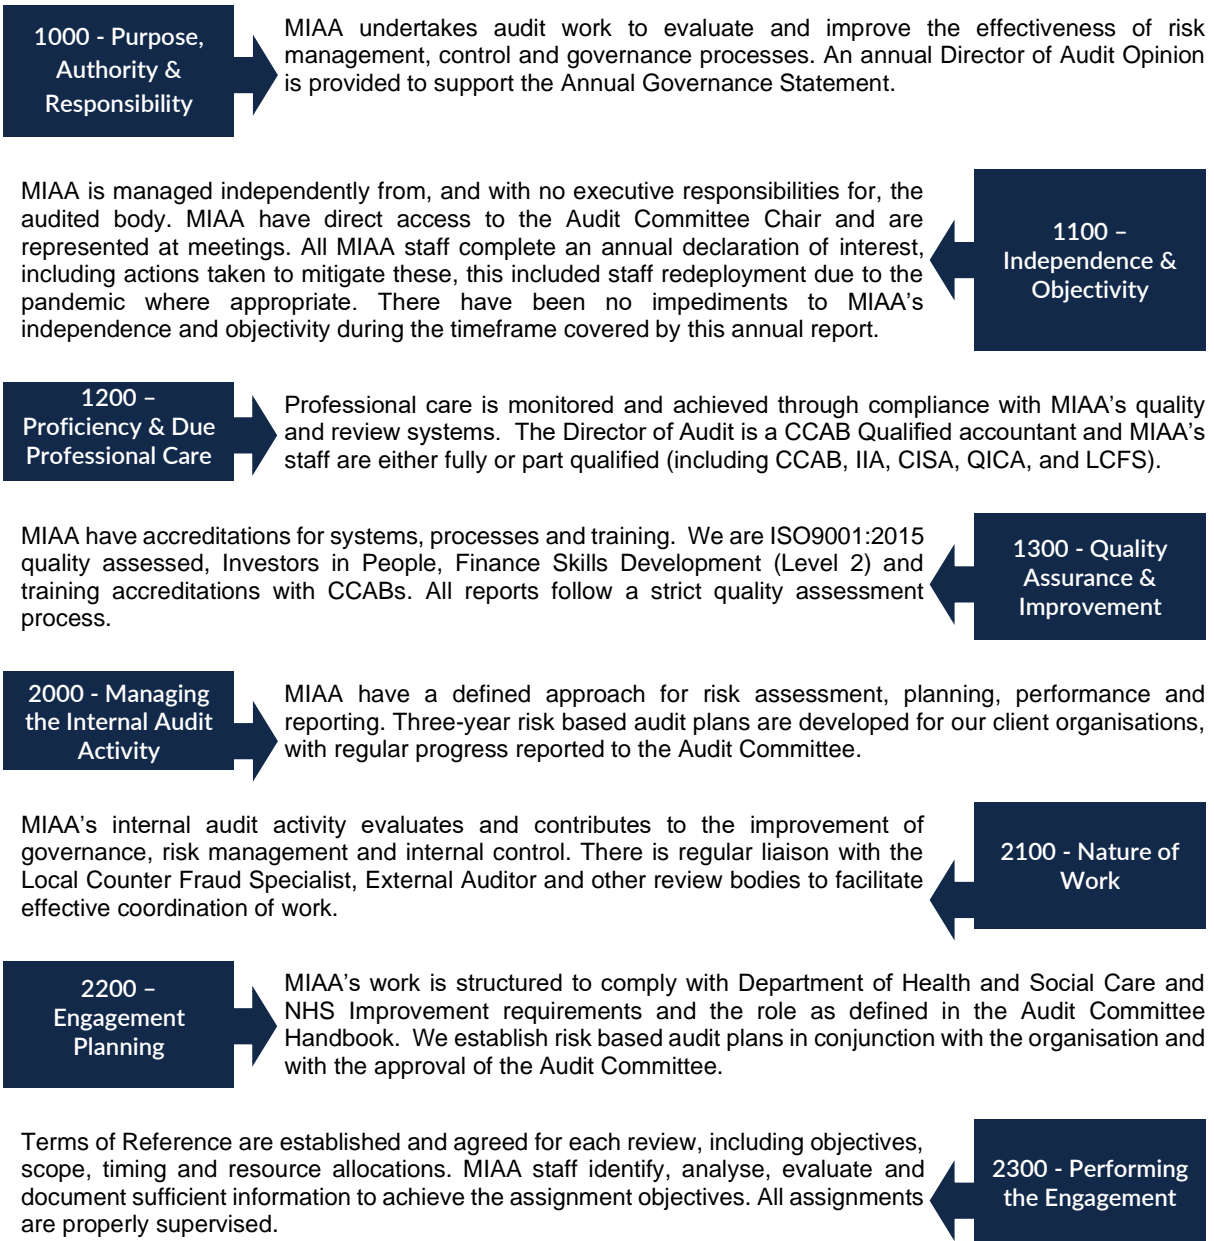 1000 - Purpose,
Authority &
Responsibility
MIAA undertakes audit work to evaluate and improve the effectiveness of risk
management, control and governance processes. An annual Director of Audit Opinion
is provided to support the Annual Governance Statement.
MIAA is managed independently from, and with no executive responsibilities for, the
audited body. MIAA have direct access to the Audit Committee Chair and are
represented at meetings. All MIAA staff complete an annual declaration of interest,
including actions taken to mitigate these, this included staff redeployment due to the
pandemic where appropriate. There have been no impediments to MIAA's
independence and objectivity during the timeframe covered by this annual report.
1100 –
Independence &
Objectivity
1200 –
Proficiency & Due
Professional Care
Professional care is monitored and achieved through compliance with MIAA's quality
and review systems. The Director of Audit is a CCAB Qualified accountant and MIAA's
staff are either fully or part qualified (including CCAB, IIA, CISA, QICA, and LCFS).
MIAA have accreditations for systems, processes and training. We are ISO9001:2015
quality assessed, Investors in People, Finance Skills Development (Level 2) and
training accreditations with CCABs. All reports follow a strict quality assessment
process.
1300 - Quality
Assurance &
Improvement
2000 - Managing
the Internal Audit
Activity
MIAA have a defined approach for risk assessment, planning, performance and
reporting. Three-year risk based audit plans are developed for our client organisations,
with regular progress reported to the Audit Committee.
MIAA's internal audit activity evaluates and contributes to the improvement of
governance, risk management and internal control. There is regular liaison with the
Local Counter Fraud Specialist, External Auditor and other review bodies to facilitate
effective coordination of work.
2100 - Nature of
Work
2200 –
Engagement
Planning
MIAA's work is structured to comply with Department of Health and Social Care and
NHS Improvement requirements and the role as defined in the Audit Committee
Handbook. We establish risk based audit plans in conjunction with the organisation and
with the approval of the Audit Committee.
Terms of Reference are established and agreed for each review, including objectives,
scope, timing and resource allocations. MIAA staff identify, analyse, evaluate and
document sufficient information to achieve the assignment objectives. All assignments
are properly supervised.
2300 - Performing
the Engagement